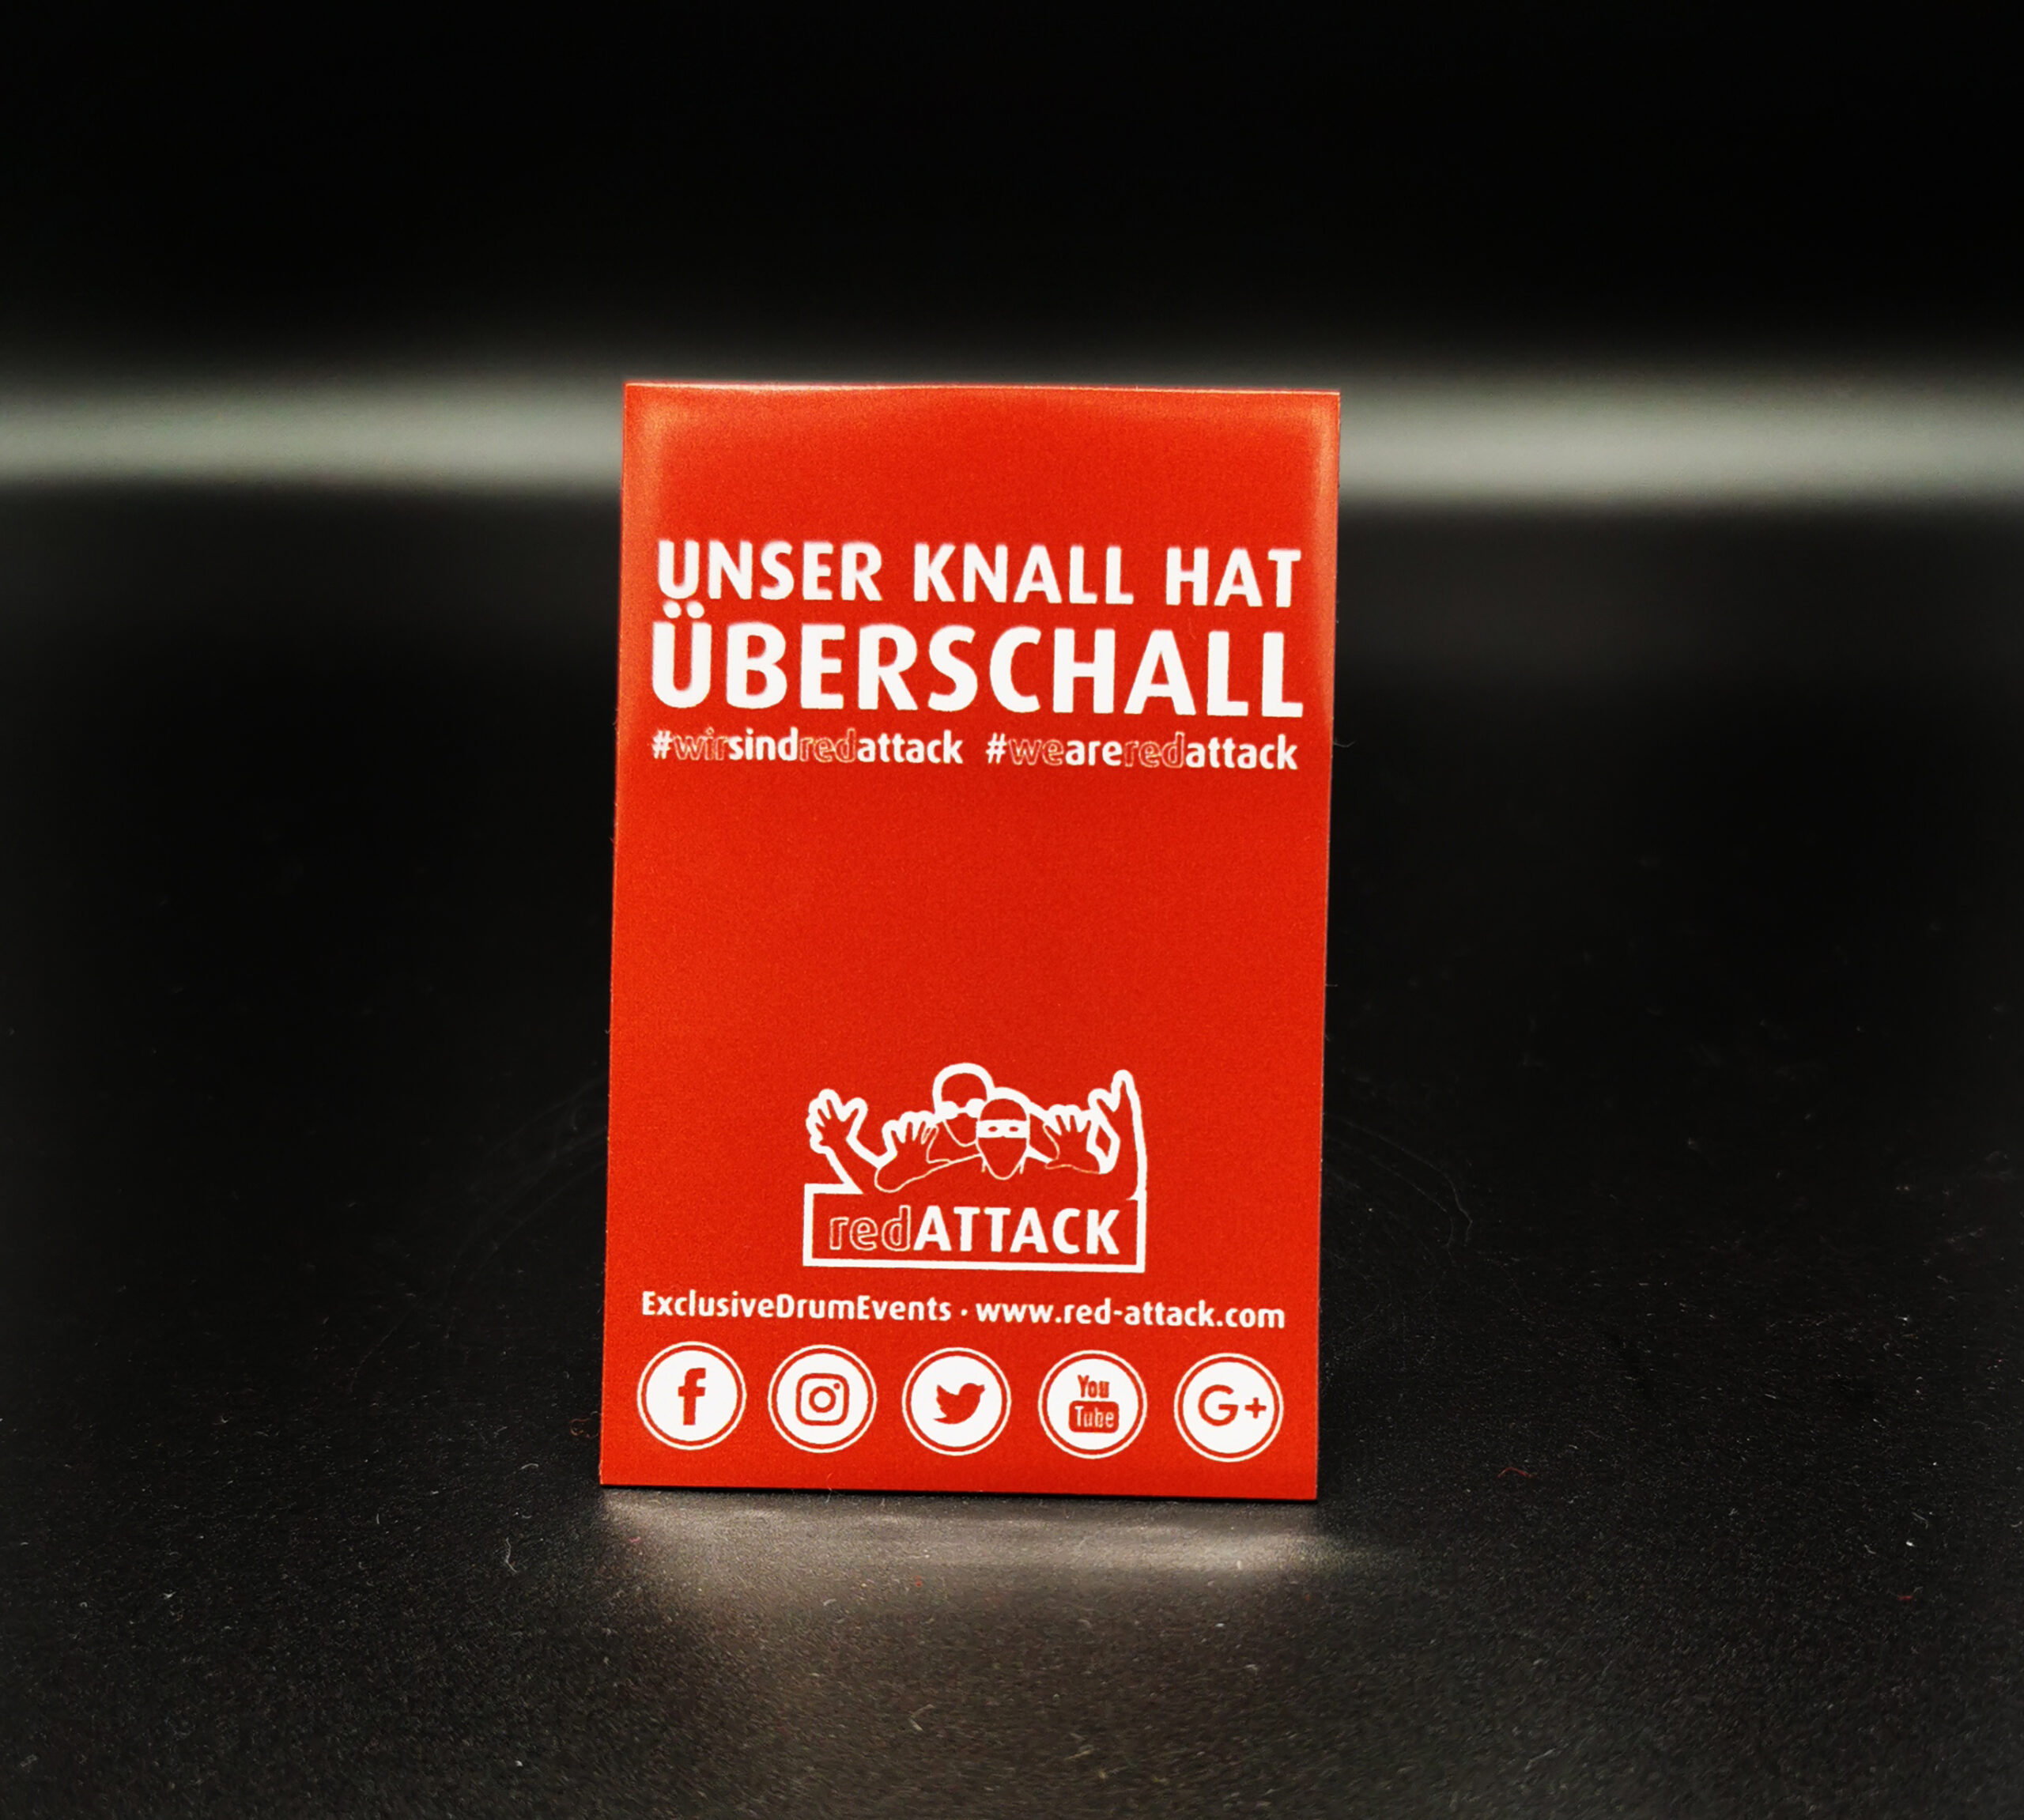 UNSER KNALL HAT
ÜBERSCHALL
#wirsindredattack #weareredattack
redATTACK
ExclusiveDrumEvents · www.red-attack.com
f You Tube G+